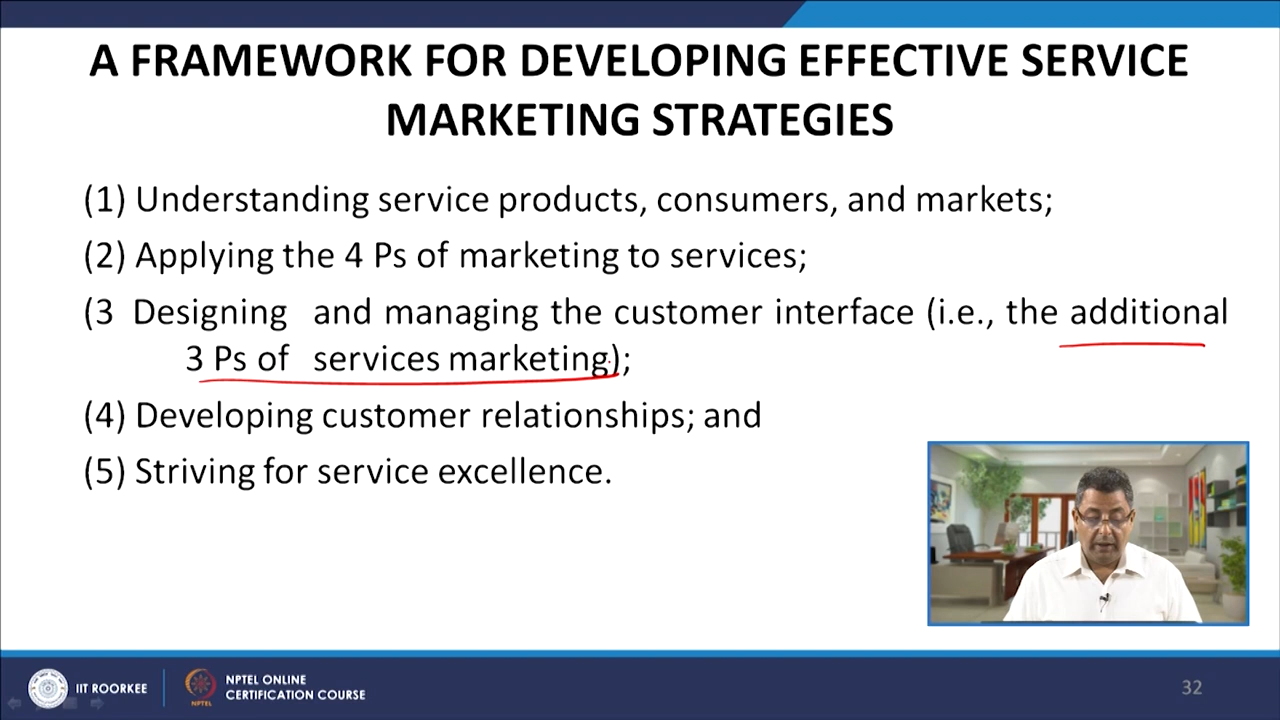 A FRAMEWORK FOR DEVELOPING EFFECTIVE SERVICE
MARKETING STRATEGIES
(1) Understanding service products, consumers, and markets;
(2) Applying the 4 Ps of marketing to services;
(3 Designing and managing the customer interface (i.e., the additional
3 Ps of services marketing);
(4) Developing customer relationships; and
(5) Striving for service excellence.
IIT ROORKEE
NPTEL
NPTEL ONLINE
CERTIFICATION COURSE
32